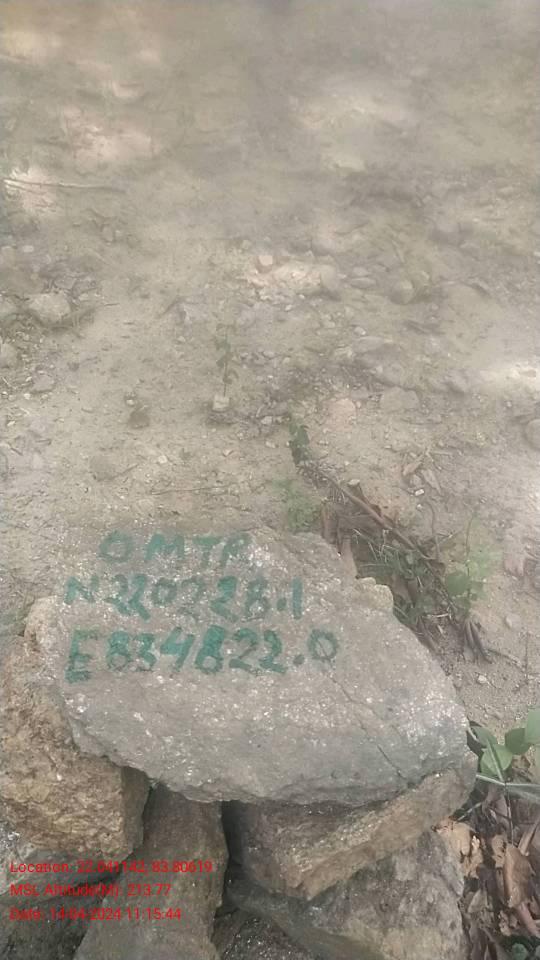 OMTP
N220228.1
E834822.0
Location: 22.041142, 83.80619
MSL Altitude(M): 213.77
Date: 14-04-2024 11:15:44